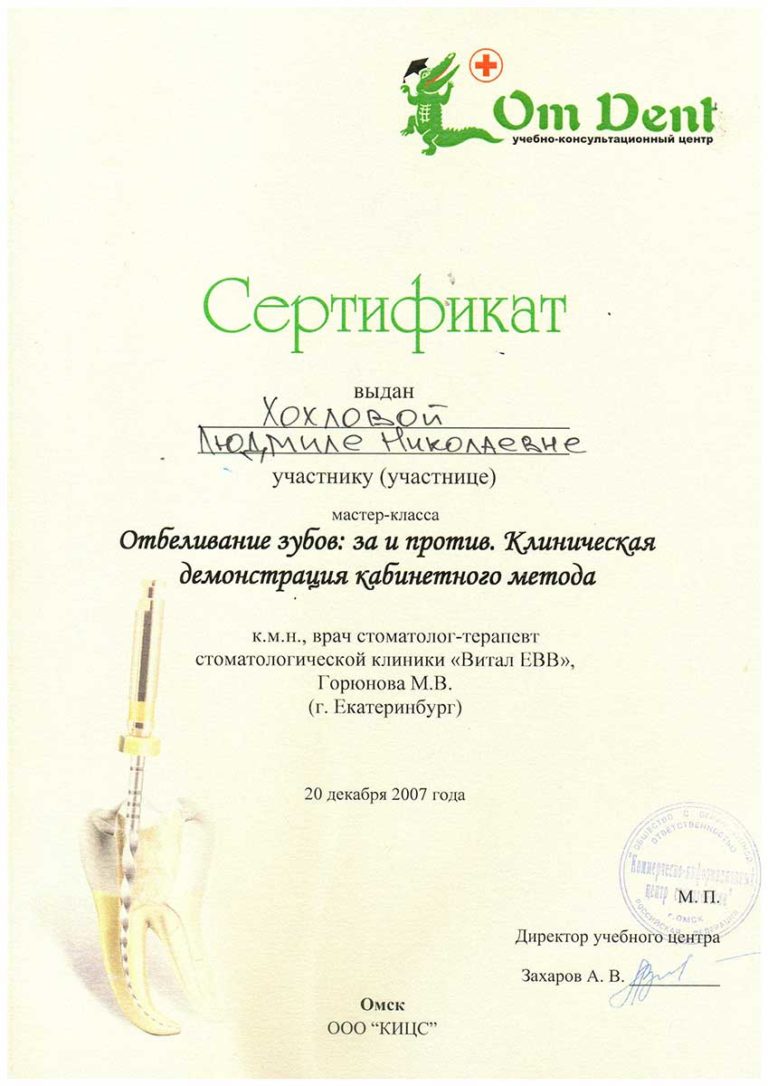 Om Dent
учебно-консультационный центр
Сертификат
выдан
Хохловой
Людмиле Николаевне
участнику (участнице)
мастер-класса
Отбеливание зубов: за и против. Клиническая
демонстрация кабинетного метода
к.м.н., врач стоматолог-терапевт
стоматологической клиники «Витал ЕВВ»,
Горюнова М.В.
(г. Екатеринбург)
20 декабря 2007 года
ОБЩЕСТВО С
ОТВЕТСТВЕННОСТЬЮ
Коммерческо-информационный
центр
г. ОМСК
РОССИЙСКАЯ ФЕДЕРАЦИЯ
М. П.
Директор учебного центра
Захаров А. В.
Омск
ООО “КИЦС”